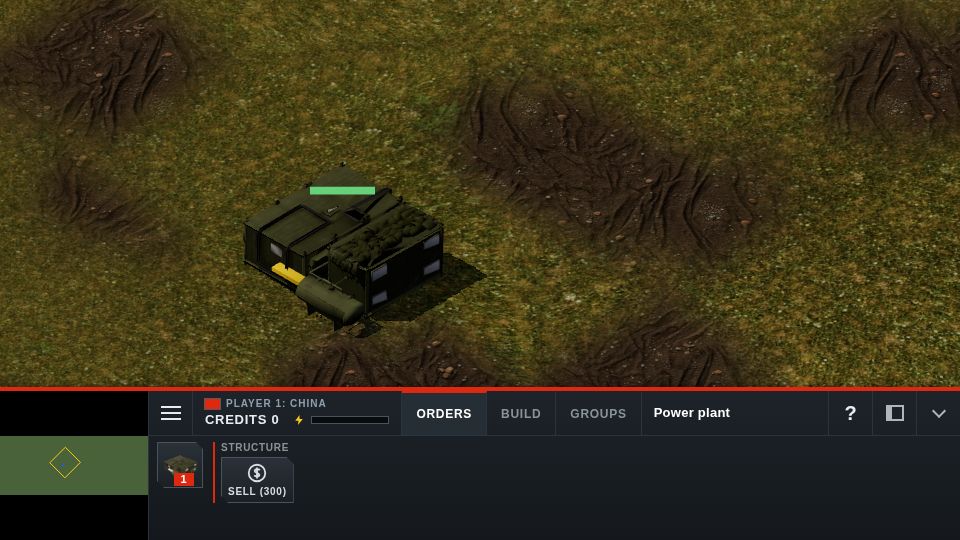 PLAYER 1: CHINA
CREDITS 0
ORDERS
BUILD
GROUPS
Power plant
?
1
STRUCTURE
SELL (300)